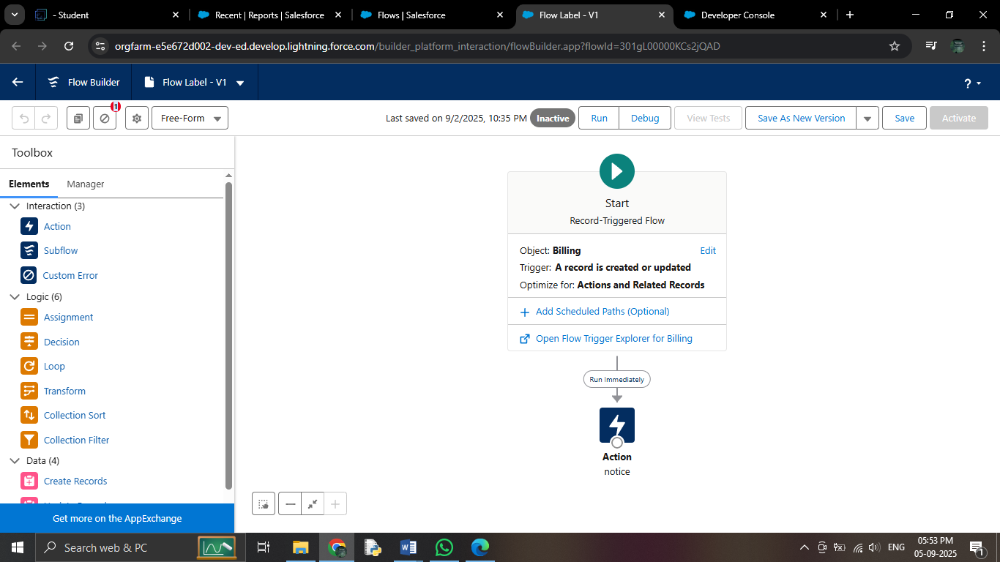 - Student
Recent | Reports | Salesforce
Flows | Salesforce
Flow Label - V1
Developer Console
orgfarm-e5e672d002-dev-ed.develop.lightning.force.com/builder_platform_interaction/flowBuilder.app?flowId=301gL00000KCs2jQAD
Flow Builder
Flow Label - V1
?
1
Free-Form
Last saved on 9/2/2025, 10:35 PM
Inactive
Run
Debug
View Tests
Save As New Version
Save
Activate
Toolbox
Elements
Manager
Interaction (3)
Action
Subflow
Custom Error
Logic (6)
Assignment
Decision
Loop
Transform
Collection Sort
Collection Filter
Data (4)
Create Records
Get more on the AppExchange
Start
Record-Triggered Flow
Object: Billing
Edit
Trigger: A record is created or updated
Optimize for: Actions and Related Records
Add Scheduled Paths (Optional)
Open Flow Trigger Explorer for Billing
Run Immediately
Action
notice
Search web & PC
ENG
05:53 PM
05-09-2025
1